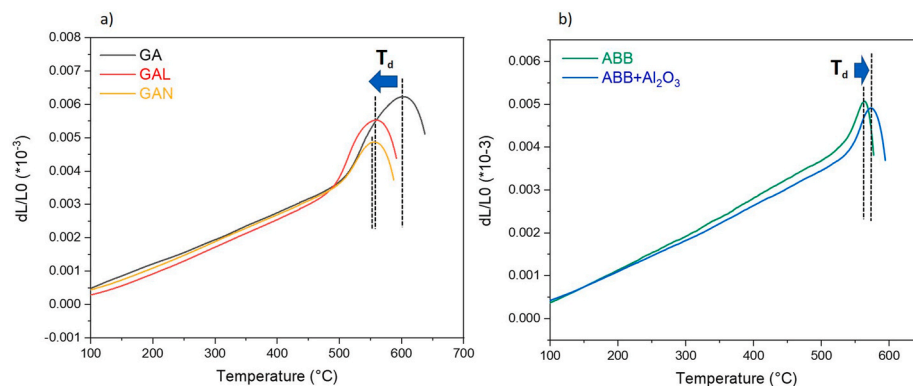 a)
0.008
0.007
0.006
0.005
0.004
0.003
0.002
0.001
0.000
-0.001
dL/L0 (*10-3)
GA
GAL
GAN
Td
100 200 300 400 500 600 700
Temperature (°C)
b)
0.006
0.005
0.004
0.003
0.002
0.001
0.000
dL/L0 (*10-3)
ABB
ABB+Al2O3
Td
100 200 300 400 500 600
Temperature (°C)